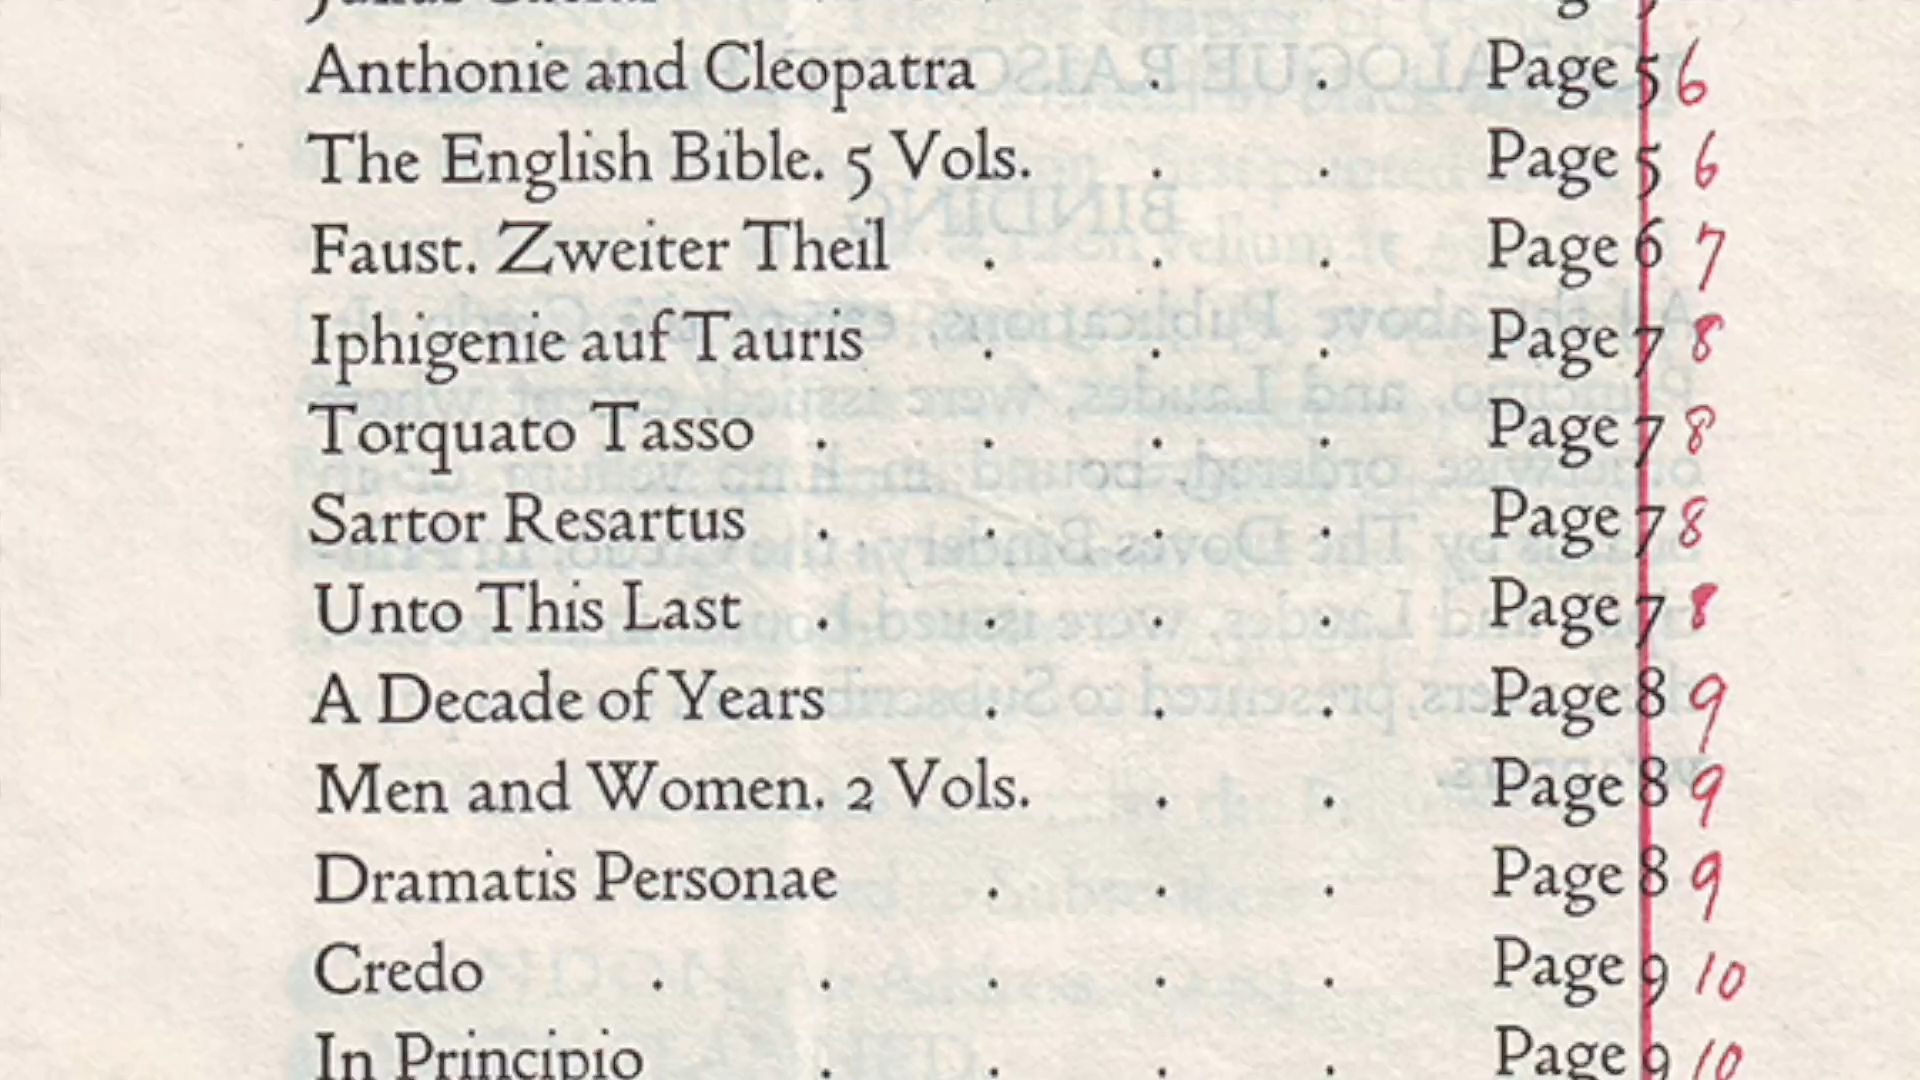 Anthonie and Cleopatra . . Page 5 6
The English Bible. 5 Vols. . . Page 5 6
Faust. Zweiter Theil . . . Page 6 7
Iphigenie auf Tauris . . . Page 7 8
Torquato Tasso . . . . Page 7 8
Sartor Resartus . . . . Page 7 8
Unto This Last . . . . Page 7 8
A Decade of Years . . . Page 8 9
Men and Women. 2 Vols. . . Page 8 9
Dramatis Personae . . . Page 8 9
Credo . . . . . Page 9 10
In Principio . . . . Page 9 10